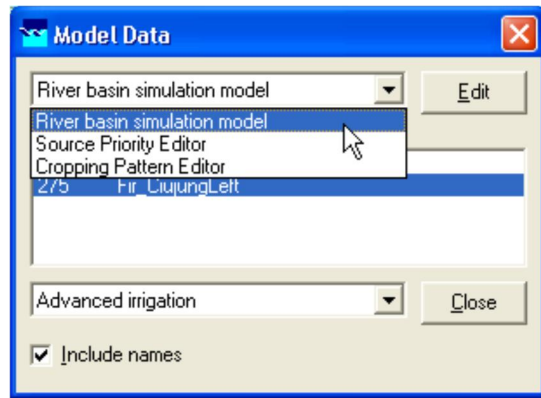 Model Data
River basin simulation model
Edit
River basin simulation model
Source Priority Editor
Cropping Pattern Editor
275 Fir_CiujungLeft
Advanced irrigation
Close
Include names